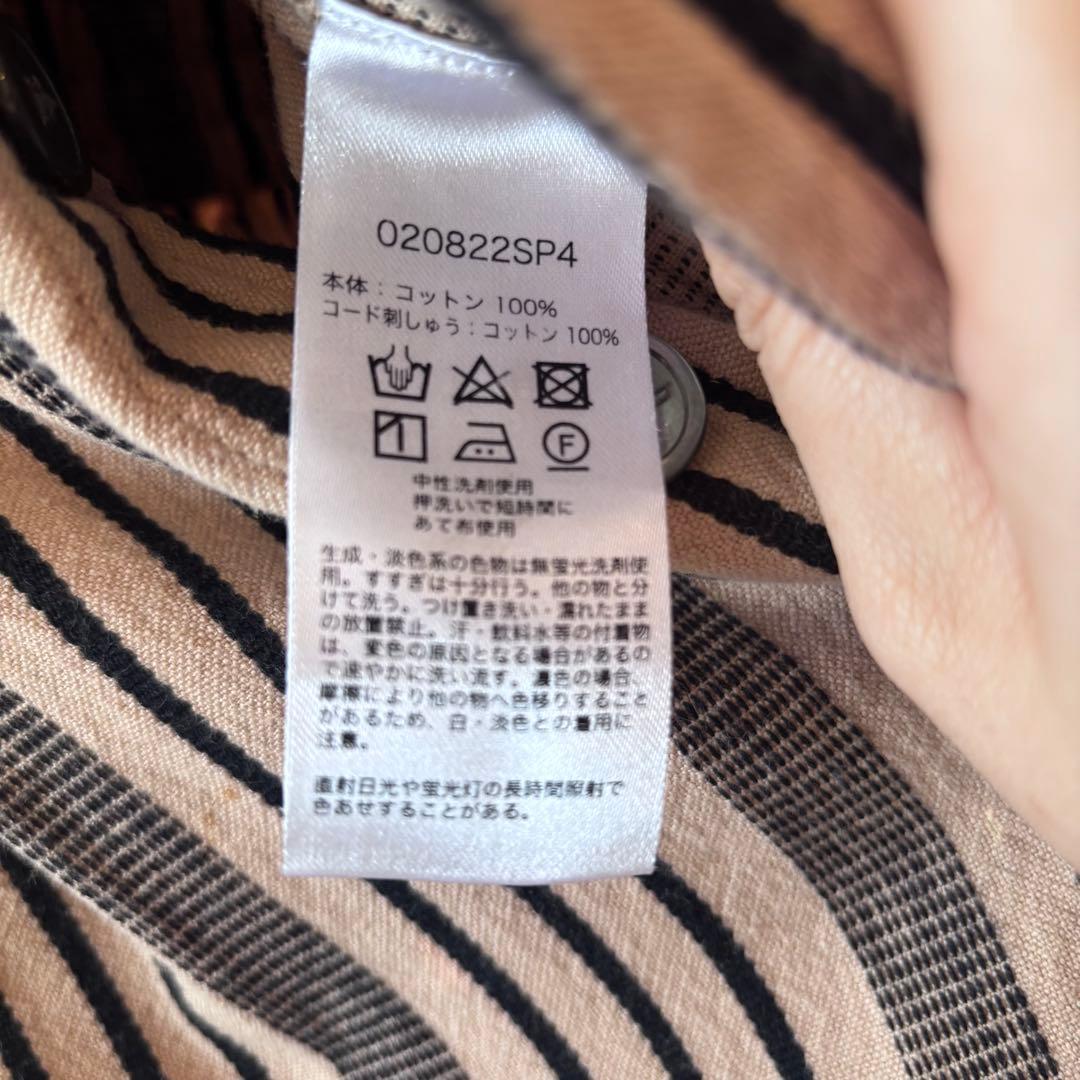 020822SP4
本体：コットン 100%
コード刺しゅう：コットン 100%
F
中性洗剤使用
押洗いで短時間に
あて布使用
生成・淡色系の色物は無蛍光洗剤使
用。すすぎは十分行う。他の物と分
けて洗う。つけ置き洗い・濡れたまま
の放置禁止。汗・飲料水等の付着物
は、変色の原因となる場合があるの
で速やかに洗い流す。濃色の場合、
摩擦により他の物へ色移りすること
があるため、白・淡色との着用に
注意。
直射日光や蛍光灯の長時間照射で
色あせすることがある。